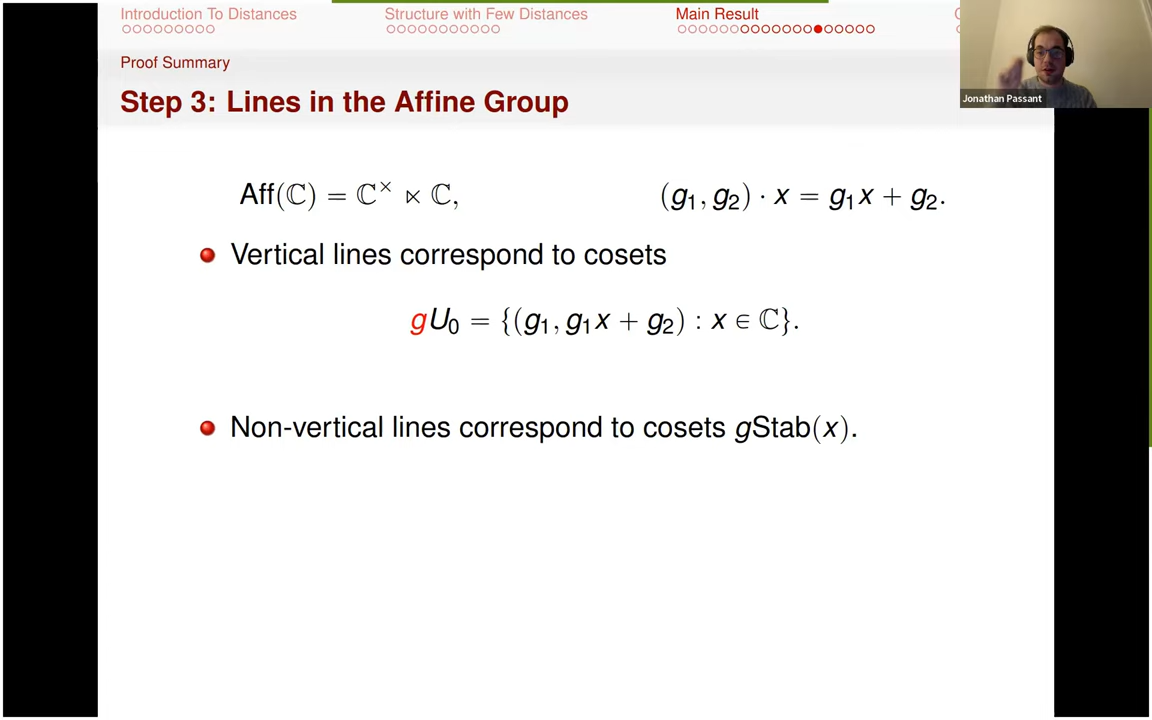 Introduction To Distances Structure with Few Distances Main Result
Proof Summary
Step 3: Lines in the Affine Group
Jonathan Passant
Aff(ℂ) = ℂ× ⋉ ℂ, (g₁, g₂) · x = g₁x + g₂.
Vertical lines correspond to cosets
gU₀ = {(g₁, g₁x + g₂) : x ∈ ℂ}.
Non-vertical lines correspond to cosets gStab(x).